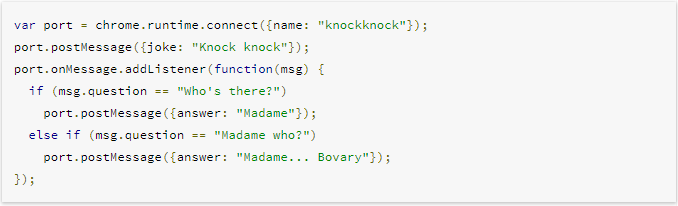 var port = chrome.runtime.connect({name: "knockknock"});
port.postMessage({joke: "Knock knock"});
port.onMessage.addListener(function(msg) {
  if (msg.question == "Who's there?")
    port.postMessage({answer: "Madame"});
  else if (msg.question == "Madame who?")
    port.postMessage({answer: "Madame... Bovary"});
});